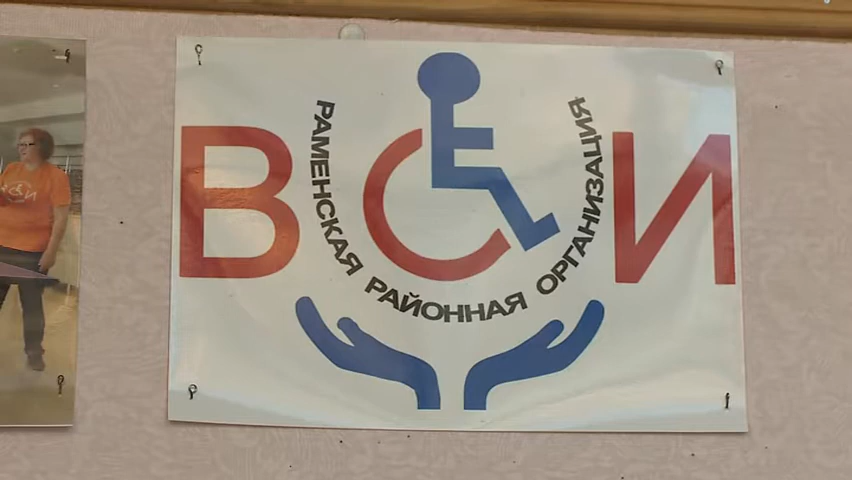 ВОИ
РАМЕНСКАЯ РАЙОННАЯ ОРГАНИЗАЦИЯ